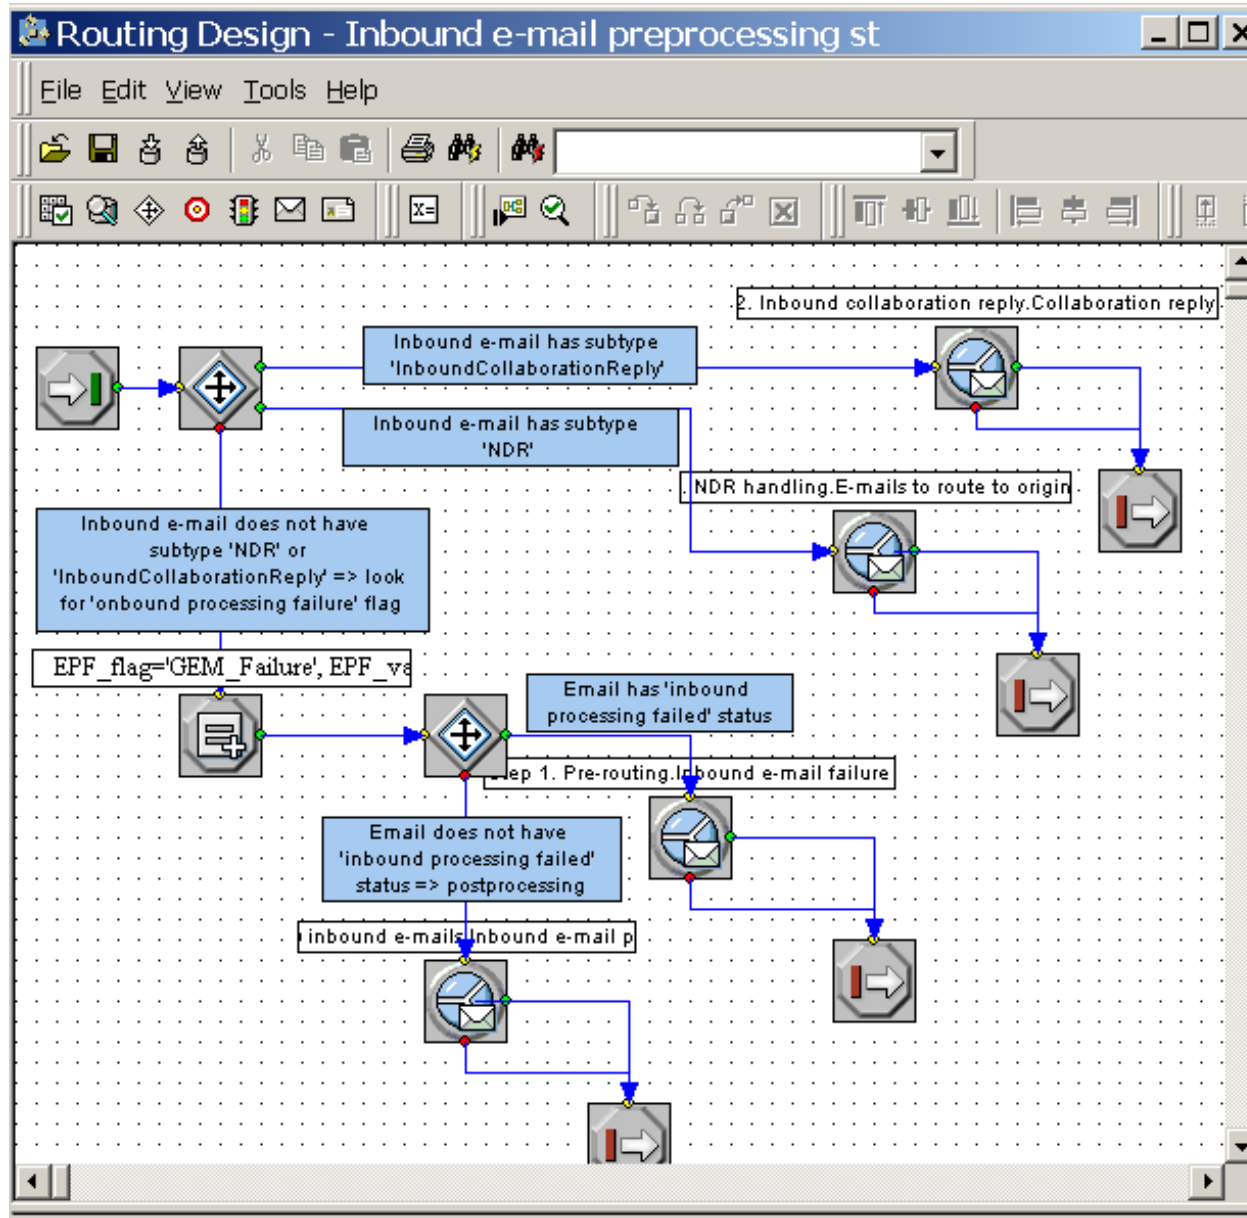 Routing Design - Inbound e-mail preprocessing st
File Edit View Tools Help
X=
2. Inbound collaboration reply.Collaboration reply
Inbound e-mail has subtype
'InboundCollaborationReply'
Inbound e-mail has subtype
'NDR'
. NDR handling.E-mails to route to origin
Inbound e-mail does not have
subtype 'NDR' or
'InboundCollaborationReply' => look
for 'onbound processing failure' flag
EPF_flag='GEM_Failure', EPF_va
Email has 'inbound
processing failed' status
Step 1. Pre-routing.Inbound e-mail failure
Email does not have
'inbound processing failed'
status => postprocessing
inbound e-mails.Inbound e-mail p